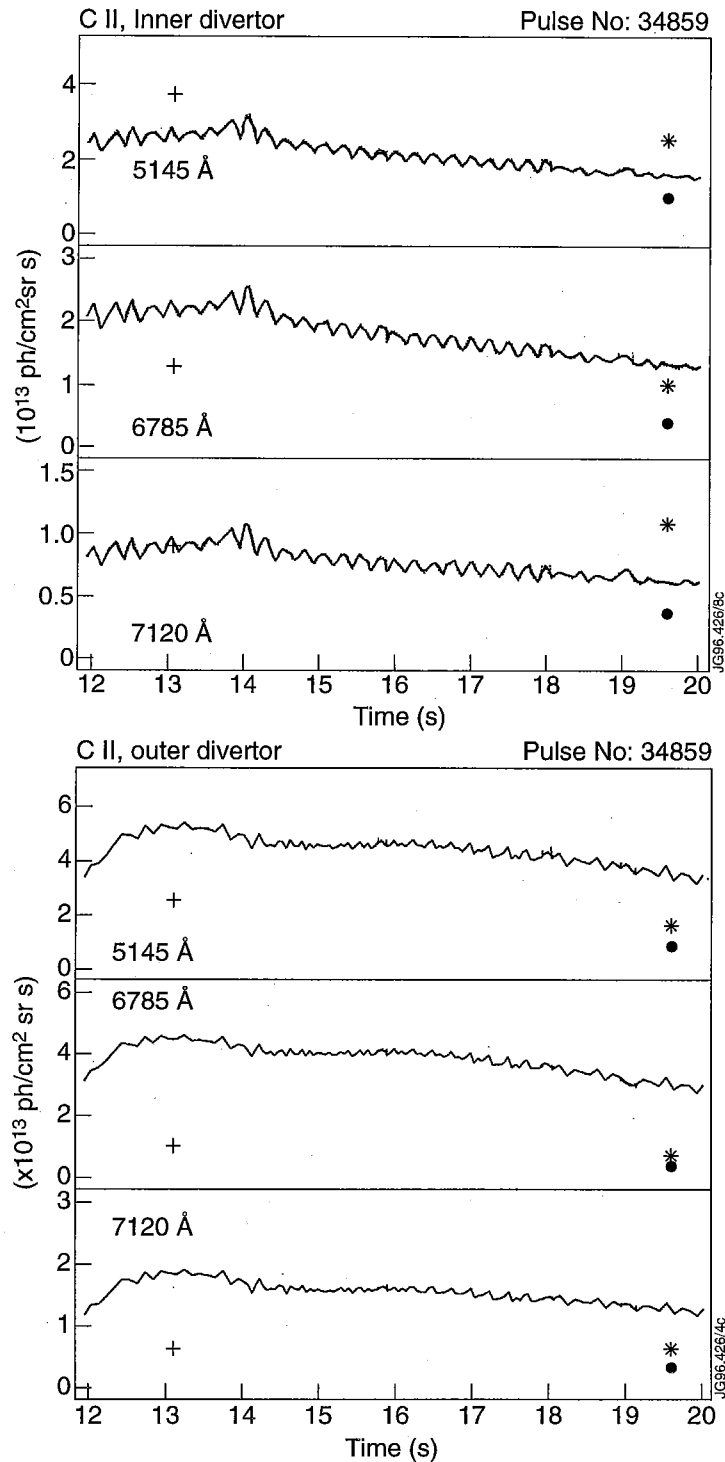 C II, Inner divertor Pulse No: 34859
4
2
0
5145 Å
3
2
1
0
6785 Å
1.5
1.0
0.5
0
7120 Å
(10¹³ ph/cm²sr s)
12 13 14 15 16 17 18 19 20
Time (s)
JG96.426/8c
C II, outer divertor Pulse No: 34859
6
4
2
0
5145 Å
6
4
2
0
6785 Å
3
2
1
0
7120 Å
(x10¹³ ph/cm² sr s)
12 13 14 15 16 17 18 19 20
Time (s)
JG96.426/4c